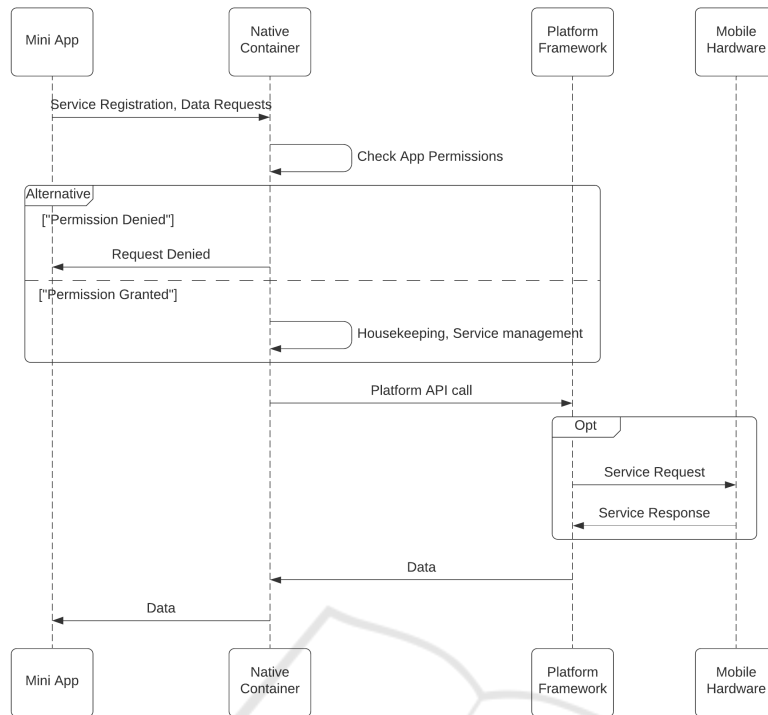 Mini App
Native
Container
Platform
Framework
Mobile
Hardware
Service Registration, Data Requests
Check App Permissions
Alternative
["Permission Denied"]
Request Denied
["Permission Granted"]
Housekeeping, Service management
Platform API call
Opt
Service Request
Service Response
Data
Data
Mini App
Native
Container
Platform
Framework
Mobile
Hardware